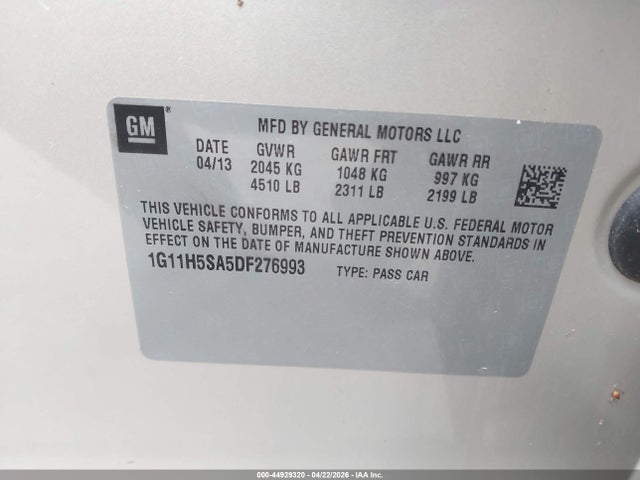 GM®
MFD BY GENERAL MOTORS LLC
DATE GVWR GAWR FRT GAWR RR
04/13 2045 KG 1048 KG 997 KG
4510 LB 2311 LB 2199 LB
THIS VEHICLE CONFORMS TO ALL APPLICABLE U.S. FEDERAL MOTOR
VEHICLE SAFETY, BUMPER, AND THEFT PREVENTION STANDARDS IN
EFFECT ON THE DATE OF MANUFACTURE SHOWN ABOVE.
1G11H5SA5DF276993 TYPE: PASS CAR
000-44929320 - 04/22/2026 - IAA Inc.